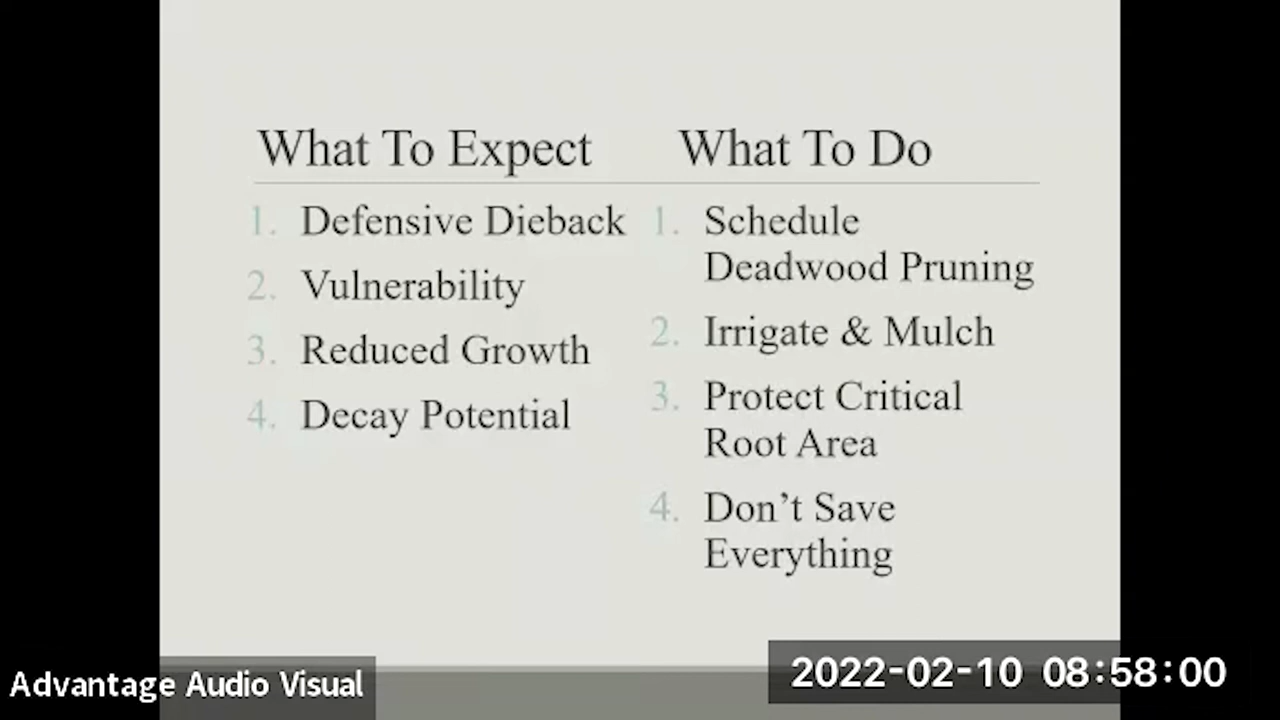 What To Expect
1. Defensive Dieback
2. Vulnerability
3. Reduced Growth
4. Decay Potential
What To Do
1. Schedule
Deadwood Pruning
2. Irrigate & Mulch
3. Protect Critical
Root Area
4. Don’t Save
Everything
Advantage Audio Visual
2022-02-10 08:58:00